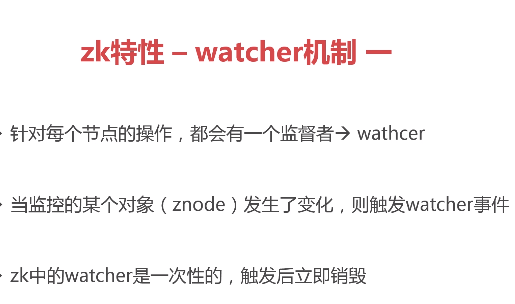 zk特性 – watcher机制 一
针对每个节点的操作，都会有一个监督者→ wathcer
当监控的某个对象（znode）发生了变化，则触发watcher事件
zk中的watcher是一次性的，触发后立即销毁